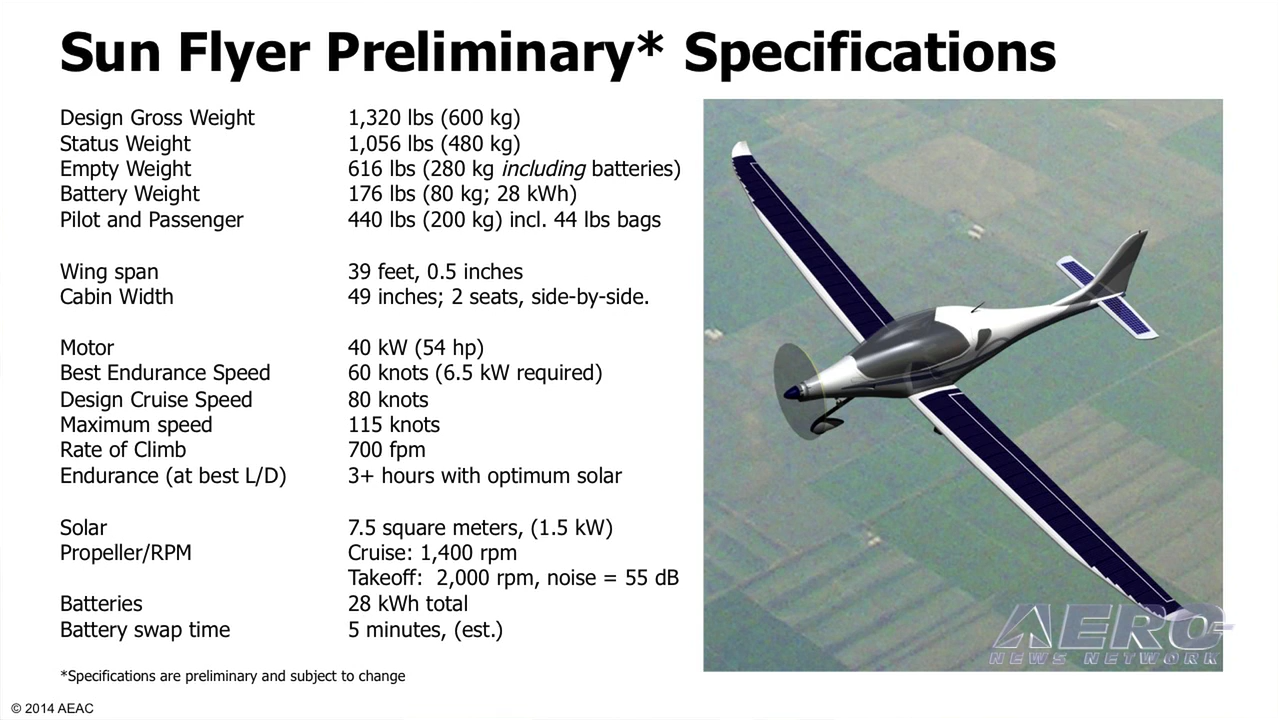 Sun Flyer Preliminary* Specifications
Design Gross Weight 1,320 lbs (600 kg)
Status Weight 1,056 lbs (480 kg)
Empty Weight 616 lbs (280 kg including batteries)
Battery Weight 176 lbs (80 kg; 28 kWh)
Pilot and Passenger 440 lbs (200 kg) incl. 44 lbs bags
Wing span 39 feet, 0.5 inches
Cabin Width 49 inches; 2 seats, side-by-side.
Motor 40 kW (54 hp)
Best Endurance Speed 60 knots (6.5 kW required)
Design Cruise Speed 80 knots
Maximum speed 115 knots
Rate of Climb 700 fpm
Endurance (at best L/D) 3+ hours with optimum solar
Solar 7.5 square meters, (1.5 kW)
Propeller/RPM Cruise: 1,400 rpm
Takeoff: 2,000 rpm, noise = 55 dB
Batteries 28 kWh total
Battery swap time 5 minutes, (est.)
*Specifications are preliminary and subject to change
© 2014 AEAC
AERO-
NEWS NETWORK